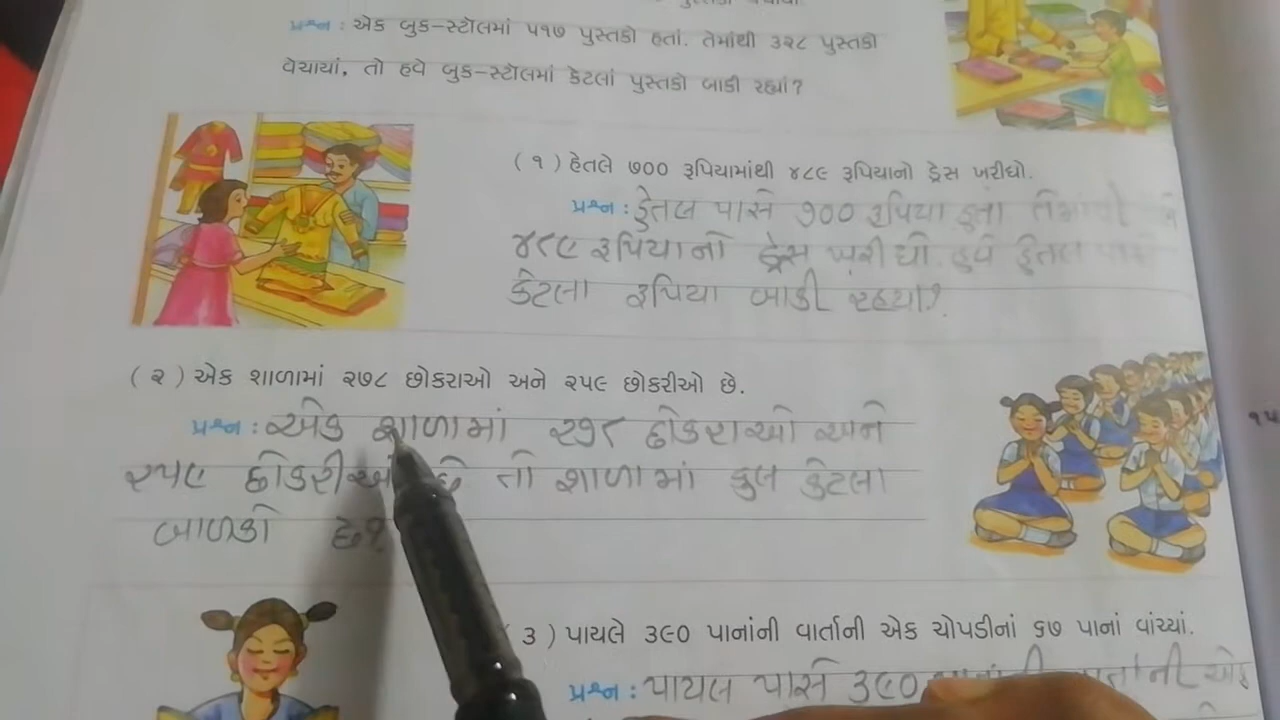 પ્રશ્ન : એક બુક-સ્ટૉલમાં ૫૧૭ પુસ્તકો હતાં. તેમાંથી ૩૨૮ પુસ્તકો
વેચાયાં, તો હવે બુક-સ્ટૉલમાં કેટલાં પુસ્તકો બાકી રહ્યાં?
(૧) હેતલે ૭૦૦ રૂપિયામાંથી ૪૮૯ રૂપિયાનો ડ્રેસ ખરીદ્યો.
પ્રશ્ન : હેતલ પાસે ૭૦૦ રૂપિયા હતા તેમાંથી
૪૮૯ રૂપિયાનો ડ્રેસ ખરીદ્યો. હવે હેતલ પાસે
કેટલા રૂપિયા બાકી રહ્યા?
(૨) એક શાળામાં ૨૭૮ છોકરાઓ અને ૨૫૯ છોકરીઓ છે.
પ્રશ્ન : એક શાળામાં ૨૭૮ છોકરાઓ અને
૨૫૯ છોકરીઓ છે તો શાળામાં કુલ કેટલા
બાળકો છે?
૩) પાયલે ૩૯૦ પાનાંની વાર્તાની એક ચોપડીનાં ૬૭ પાનાં વાંચ્યાં.
પ્રશ્ન : પાયલ પાસે ૩૯૦ એક